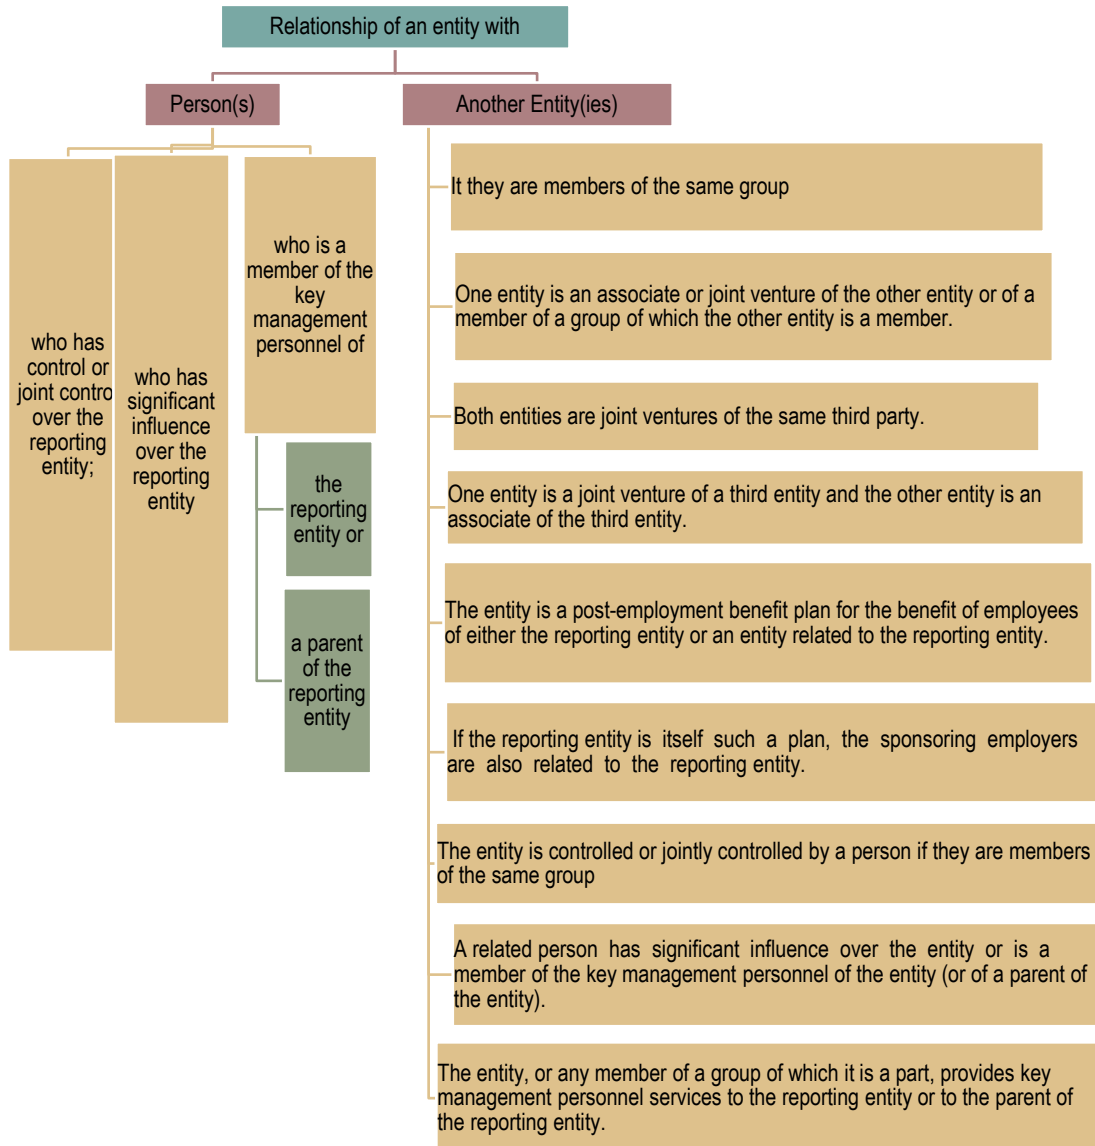 Relationship of an entity with
Person(s)
Another Entity(ies)
who has
control or
joint contro
over the
reporting
entity;
who has
significant
influence
over the
reporting
entity
who is a
member of the
key
management
personnel of
the
reporting
entity or
a parent
of the
reporting
entity
It they are members of the same group
One entity is an associate or joint venture of the other entity or of a
member of a group of which the other entity is a member.
Both entities are joint ventures of the same third party.
One entity is a joint venture of a third entity and the other entity is an
associate of the third entity.
The entity is a post-employment benefit plan for the benefit of employees
of either the reporting entity or an entity related to the reporting entity.
If the reporting entity is itself such a plan, the sponsoring employers
are also related to the reporting entity.
The entity is controlled or jointly controlled by a person if they are members
of the same group
A related person has significant influence over the entity or is a
member of the key management personnel of the entity (or of a parent of
the entity).
The entity, or any member of a group of which it is a part, provides key
management personnel services to the reporting entity or to the parent of
the reporting entity.